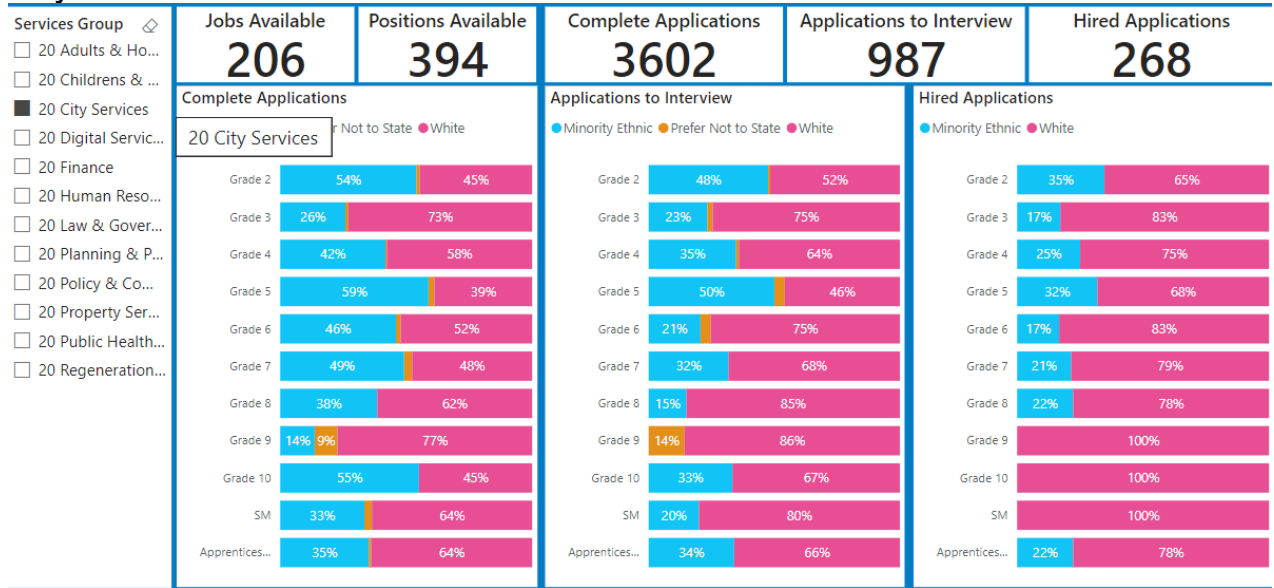 Services Group
20 Adults & Ho...
20 Childrens & ...
20 City Services
20 Digital Servic...
20 Finance
20 Human Reso...
20 Law & Gover...
20 Planning & P...
20 Policy & Co...
20 Property Ser...
20 Public Health...
20 Regeneration...
Jobs Available
206
Positions Available
394
Complete Applications
3602
Applications to Interview
987
Hired Applications
268
Complete Applications
Not to State White
20 City Services
Grade 2 54% 45%
Grade 3 26% 73%
Grade 4 42% 58%
Grade 5 59% 39%
Grade 6 46% 52%
Grade 7 49% 48%
Grade 8 38% 62%
Grade 9 14% 9% 77%
Grade 10 55% 45%
SM 33% 64%
Apprentices... 35% 64%
Applications to Interview
Minority Ethnic Prefer Not to State White
Grade 2 48% 52%
Grade 3 23% 75%
Grade 4 35% 64%
Grade 5 50% 46%
Grade 6 21% 75%
Grade 7 32% 68%
Grade 8 15% 85%
Grade 9 14% 86%
Grade 10 33% 67%
SM 20% 80%
Apprentices... 34% 66%
Hired Applications
Minority Ethnic White
Grade 2 35% 65%
Grade 3 17% 83%
Grade 4 25% 75%
Grade 5 32% 68%
Grade 6 17% 83%
Grade 7 21% 79%
Grade 8 22% 78%
Grade 9 100%
Grade 10 100%
SM 100%
Apprentices... 22% 78%